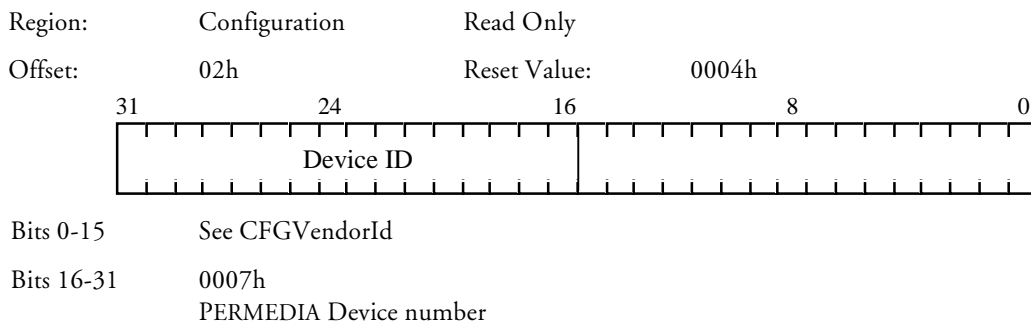 Region: Configuration Read Only
Offset: 02h Reset Value: 0004h
31 24 16 8 0
Device ID
Bits 0-15 See CFGVendorId
Bits 16-31 0007h
PERMEDIA Device number